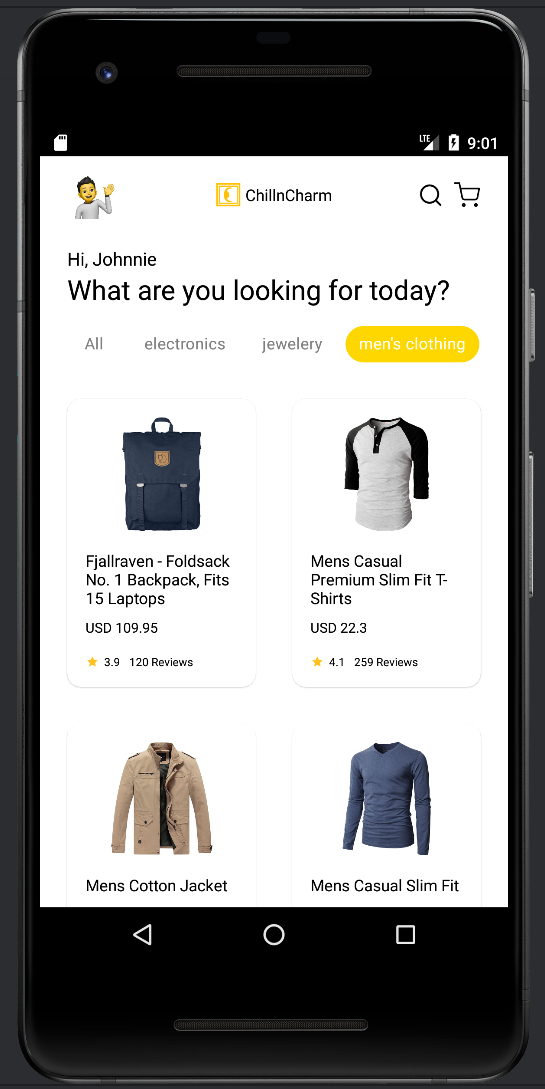 LTE 9:01
ChillnCharm
Hi, Johnnie
What are you looking for today?
All electronics jewelery men's clothing
Fjallraven - Foldsack
No. 1 Backpack, Fits
15 Laptops
USD 109.95
3.9 120 Reviews
Mens Casual
Premium Slim Fit T-
Shirts
USD 22.3
4.1 259 Reviews
Mens Cotton Jacket
Mens Casual Slim Fit